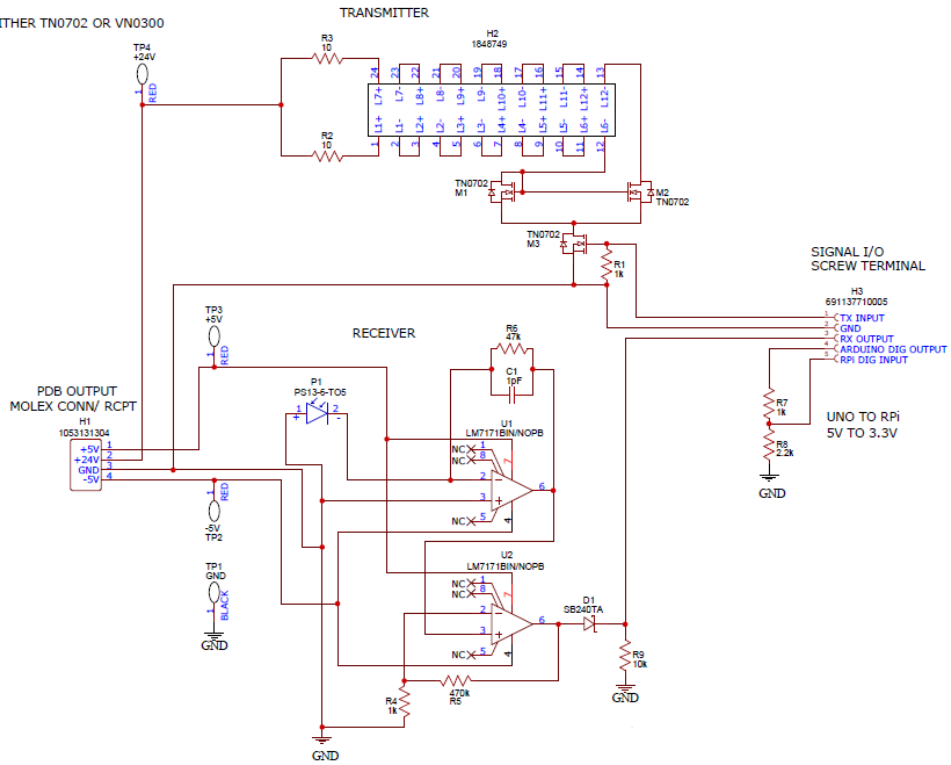 ITHER TN0702 OR VN0300
TRANSMITTER
TP4
+24V
1
RED
R3
10
R2
10
H2
1848749
24 23 22 21 20 19 18 17 16 15 14 13
L7+ L7- L8+ L8- L9+ L9- L10+ L10- L11+ L11- L12+ L12-
L1+ L1- L2+ L2- L3+ L3- L4+ L4- L5+ L5- L6+ L6-
1 2 3 4 5 6 7 8 9 10 11 12
TN0702
M1
M2
TN0702
TN0702
M3
R1
1k
SIGNAL I/O
SCREW TERMINAL
H3
691137710005
1 TX INPUT
2 GND
3 RX OUTPUT
4 ARDUINO DIG OUTPUT
5 RPi DIG INPUT
R7
1k
R8
2.2k
GND
UNO TO RPi
5V TO 3.3V
TP3
+5V
1
RED
RECEIVER
R6
47k
C1
1pF
P1
PS13-6-TO5
1 2
+ -
PDB OUTPUT
MOLEX CONN/ RCPT
H1
1053131304
+5V 1
+24V 2
GND 3
-5V 4
U1
LM7171BIN/NOPB
NC 1
NC 8
7
2 -
3 +
6
NC 5
4
1
RED
-5V
TP2
TP1
GND
1
BLACK
GND
U2
LM7171BIN/NOPB
NC 1
NC 8
7
2 -
3 +
6
NC 5
4
D1
SB240TA
R9
10k
GND
R4
1k
470k
R5
GND